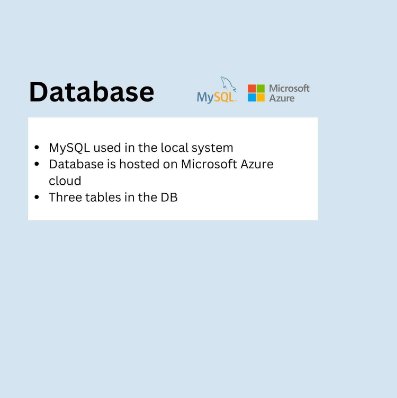 Database
MySQL
Microsoft
Azure
• MySQL used in the local system
• Database is hosted on Microsoft Azure
cloud
• Three tables in the DB